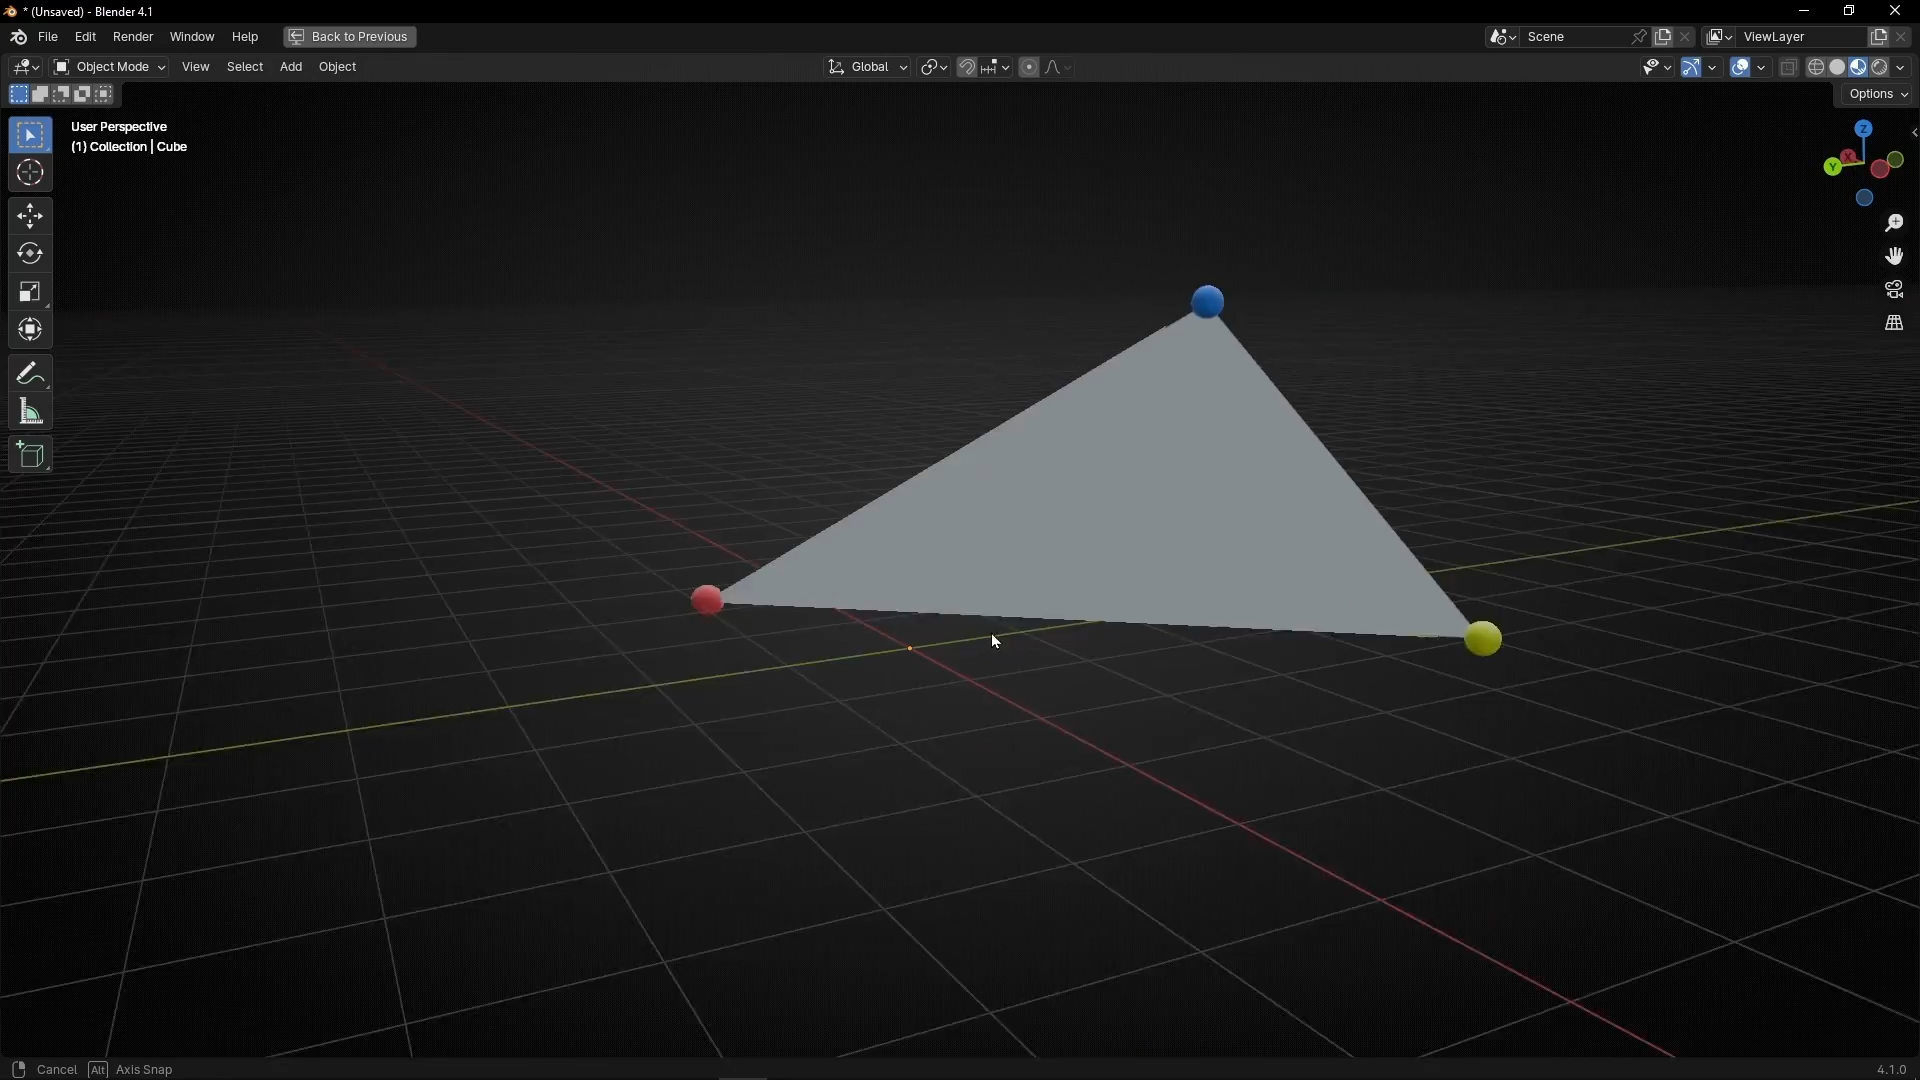 * (Unsaved) - Blender 4.1
File Edit Render Window Help Back to Previous Scene ViewLayer
Object Mode View Select Add Object Global
Options
User Perspective
(1) Collection | Cube
Z
X
Y
Cancel Alt Axis Snap 4.1.0